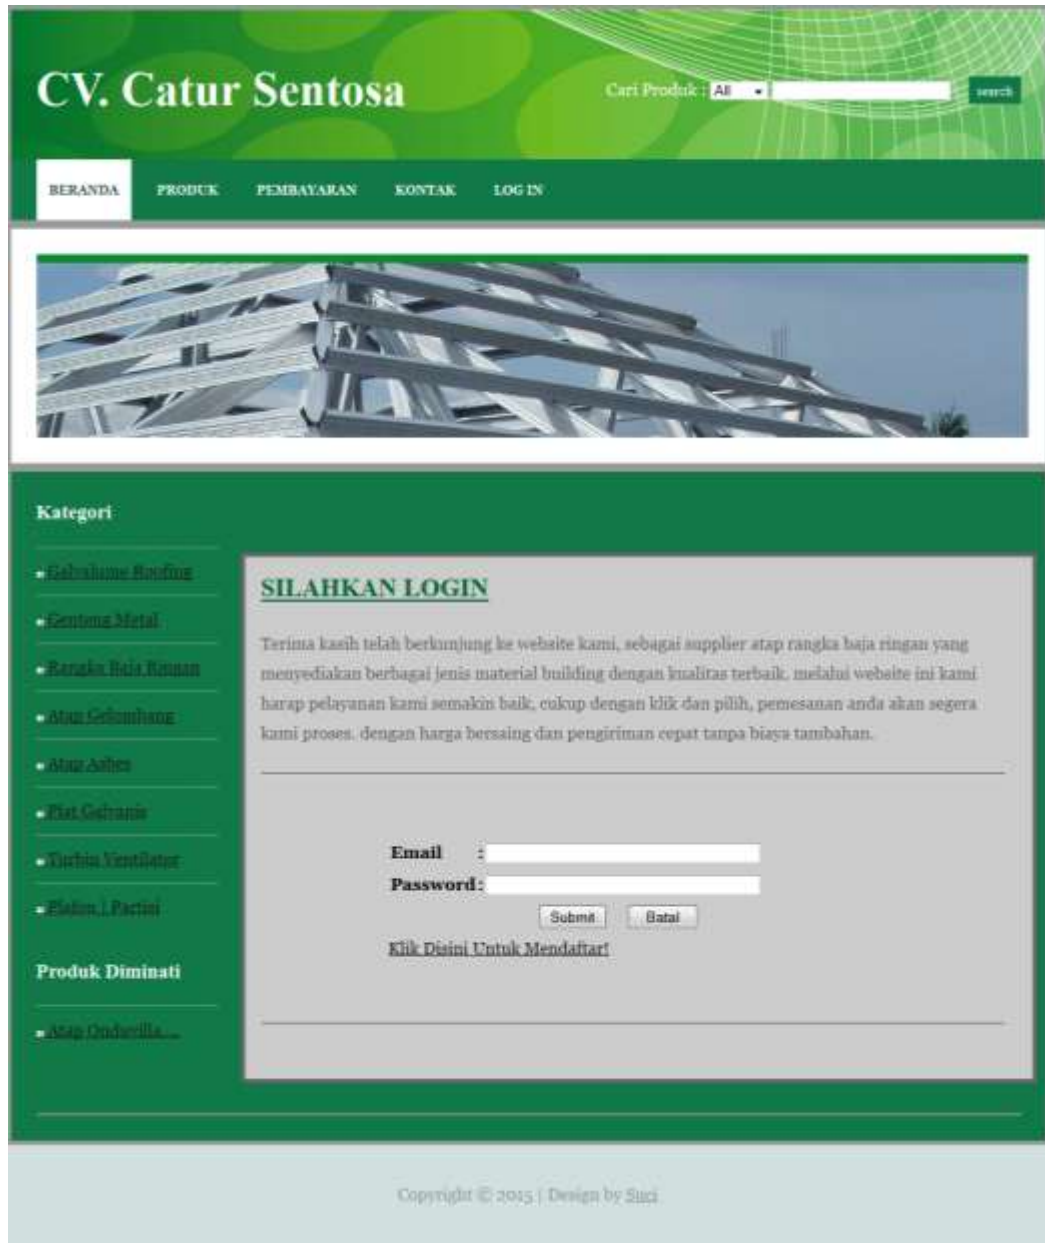 CV. Catur Sentosa
Cari Produk : All
search
BERANDA PRODUK PEMBAYARAN KONTAK LOG IN
Kategori
Galvalume Roofing
Genteng Metal
Rangka Baja Ringan
Atap Gelombang
Atap Asbes
Plat Galvanis
Turbin Ventilator
Plafon | Partisi
Produk Diminati
Atap Onduvilla....
SILAHKAN LOGIN
Terima kasih telah berkunjung ke website kami, sebagai supplier atap rangka baja ringan yang
menyediakan berbagai jenis material building dengan kualitas terbaik. melalui website ini kami
harap pelayanan kami semakin baik, cukup dengan klik dan pilih, pemesanan anda akan segera
kami proses. dengan harga bersaing dan pengiriman cepat tanpa biaya tambahan.
Email :
Password :
Submit Batal
Klik Disini Untuk Mendaftar!
Copyright © 2015 | Design by Suci